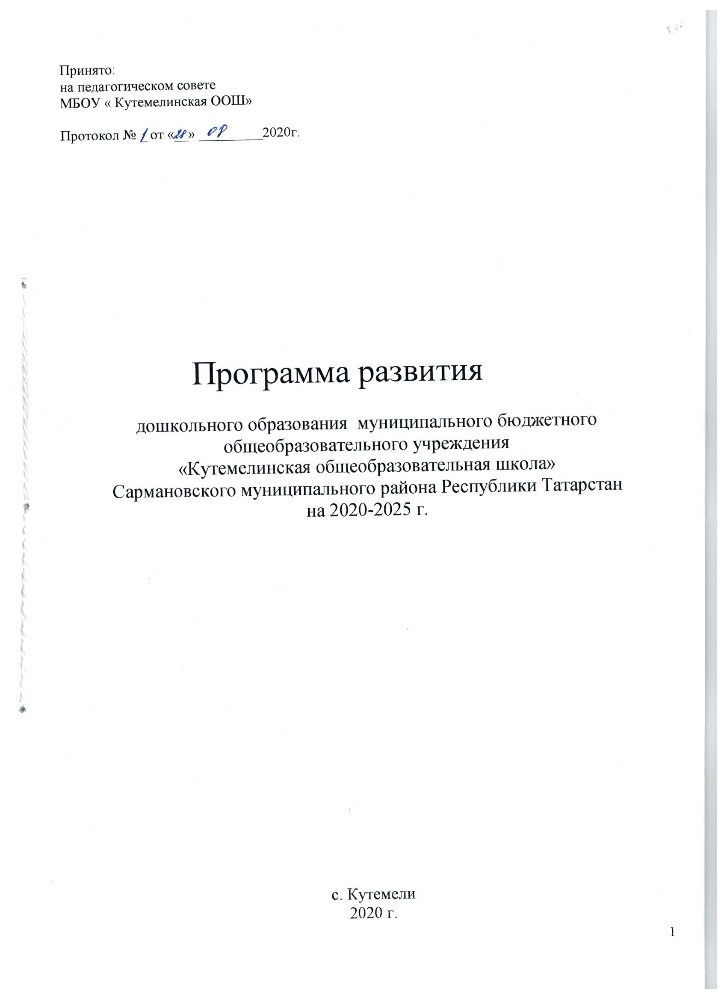 Принято:
на педагогическом совете
МБОУ « Кутемелинская ООШ»
Протокол № 1 от «28» 08 2020г.
Программа развития
дошкольного образования муниципального бюджетного
общеобразовательного учреждения
«Кутемелинская общеобразовательная школа»
Сармановского муниципального района Республики Татарстан
на 2020-2025 г.
с. Кутемели
2020 г.
1